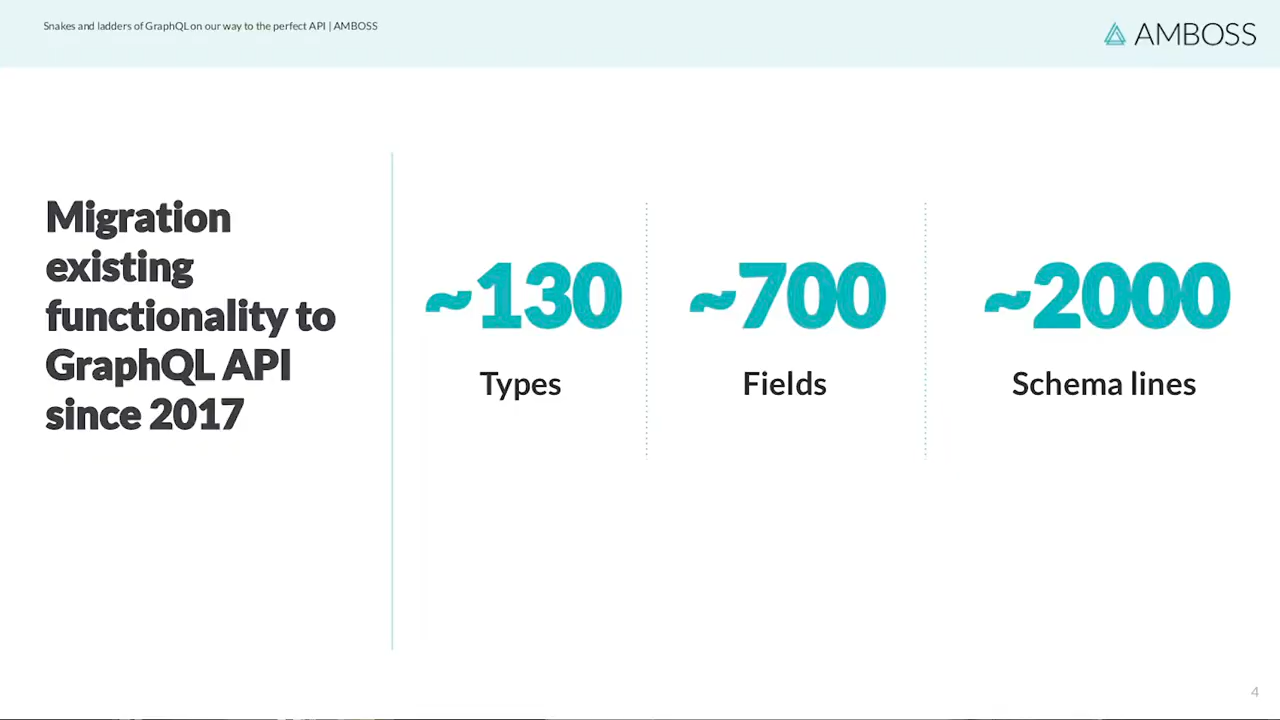 Snakes and ladders of GraphQL on our way to the perfect API | AMBOSS
AMBOSS
Migration
existing
functionality to
GraphQL API
since 2017
~130
Types
~700
Fields
~2000
Schema lines
4